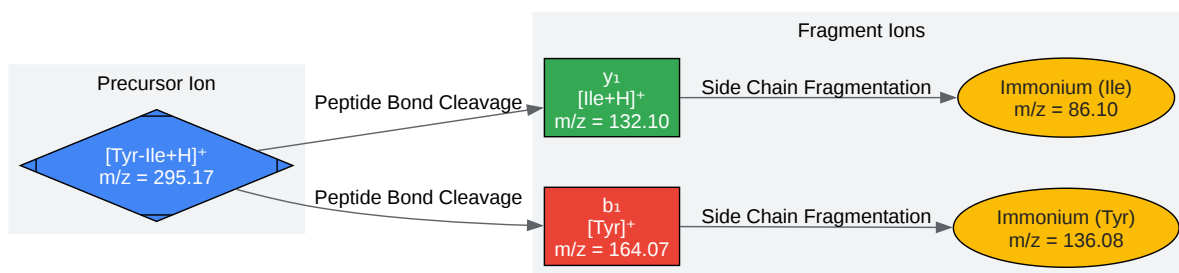 Fragment Ions
Precursor Ion
[Tyr-Ile+H]⁺
m/z = 295.17
Peptide Bond Cleavage
Peptide Bond Cleavage
y₁
[Ile+H]⁺
m/z = 132.10
Side Chain Fragmentation
Immonium (Ile)
m/z = 86.10
b₁
[Tyr]⁺
m/z = 164.07
Side Chain Fragmentation
Immonium (Tyr)
m/z = 136.08